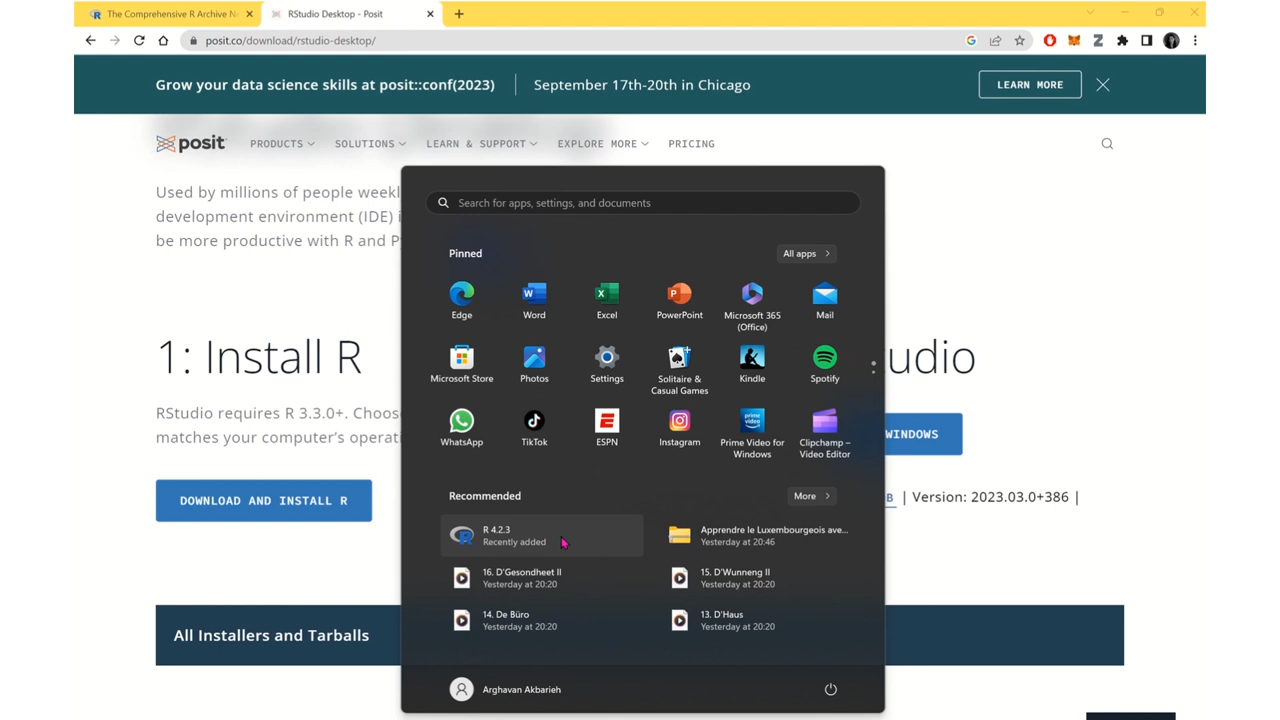 The Comprehensive R Archive N
RStudio Desktop - Posit
posit.co/download/rstudio-desktop/
Grow your data science skills at posit::conf(2023)
September 17th-20th in Chicago
LEARN MORE
posit
PRODUCTS
SOLUTIONS
LEARN & SUPPORT
EXPLORE MORE
PRICING
Used by millions of people weekl
development environment (IDE) i
be more productive with R and P
1: Install R
udio
RStudio requires R 3.3.0+. Choos
matches your computer's operati
DOWNLOAD AND INSTALL R
WINDOWS
B | Version: 2023.03.0+386 |
All Installers and Tarballs
Search for apps, settings, and documents
Pinned
All apps
Edge
Word
Excel
PowerPoint
Microsoft 365
(Office)
Mail
Microsoft Store
Photos
Settings
Solitaire &
Casual Games
Kindle
Spotify
WhatsApp
TikTok
ESPN
Instagram
Prime Video for
Windows
Clipchamp –
Video Editor
Recommended
More
R 4.2.3
Recently added
Apprendre le Luxembourgeois ave...
Yesterday at 20:46
16. D'Gesondheet II
Yesterday at 20:20
15. D'Wunneng II
Yesterday at 20:20
14. De Büro
Yesterday at 20:20
13. D'Haus
Yesterday at 20:20
Arghavan Akbarieh